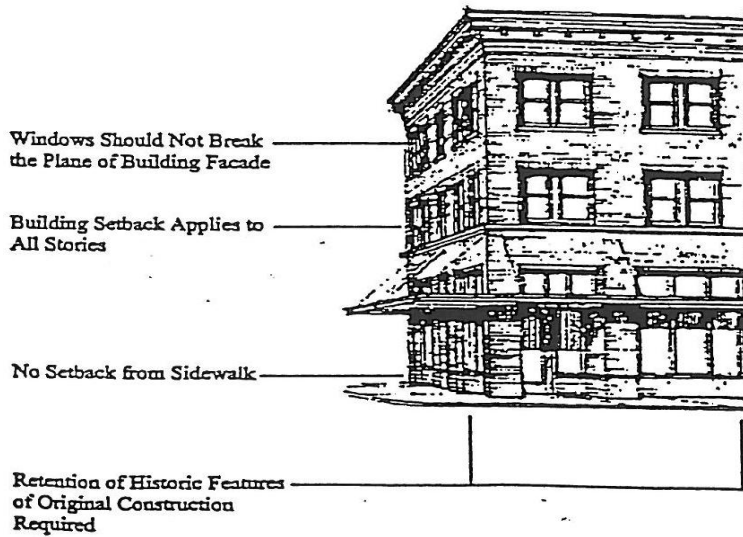 Windows Should Not Break
the Plane of Building Facade
Building Setback Applies to
All Stories
No Setback from Sidewalk
Retention of Historic Features
of Original Construction
Required